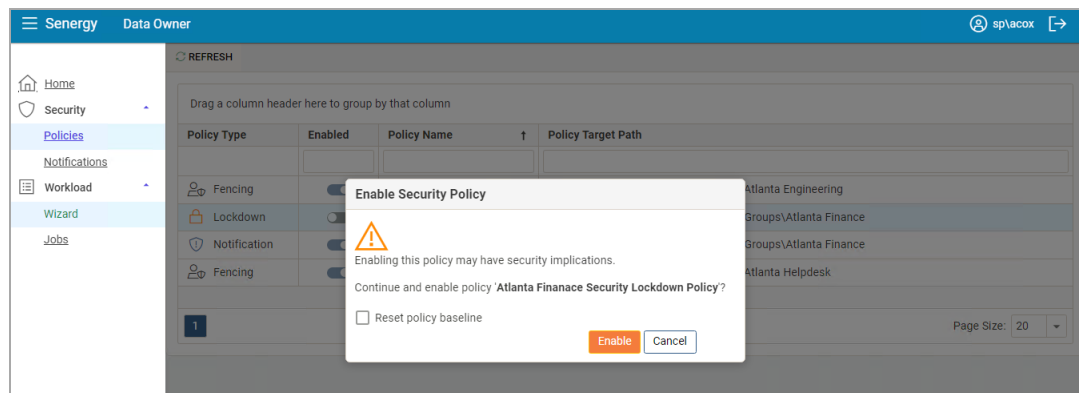 Senergy Data Owner sp\acox
REFRESH
Home
Security
Policies
Notifications
Workload
Wizard
Jobs
Drag a column header here to group by that column
Policy Type Enabled Policy Name ↑ Policy Target Path
Fencing Atlanta Engineering
Lockdown Groups\Atlanta Finance
Notification Groups\Atlanta Finance
Fencing Atlanta Helpdesk
1 Page Size: 20
Enable Security Policy
Enabling this policy may have security implications.
Continue and enable policy 'Atlanta Finanace Security Lockdown Policy'?
Reset policy baseline
Enable Cancel